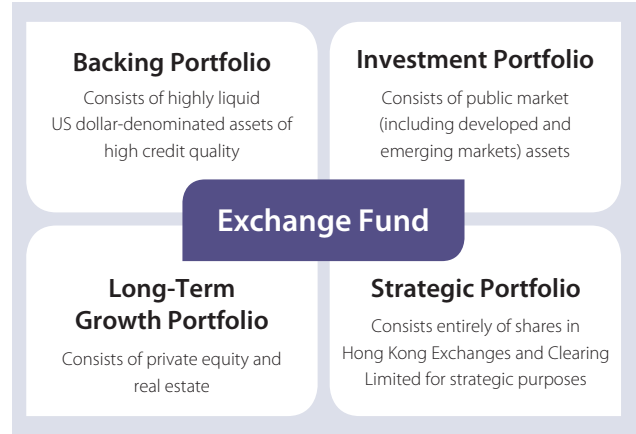 Backing Portfolio
Consists of highly liquid
US dollar-denominated assets of
high credit quality
Investment Portfolio
Consists of public market
(including developed and
emerging markets) assets
Exchange Fund
Long-Term
Growth Portfolio
Consists of private equity and
real estate
Strategic Portfolio
Consists entirely of shares in
Hong Kong Exchanges and Clearing
Limited for strategic purposes